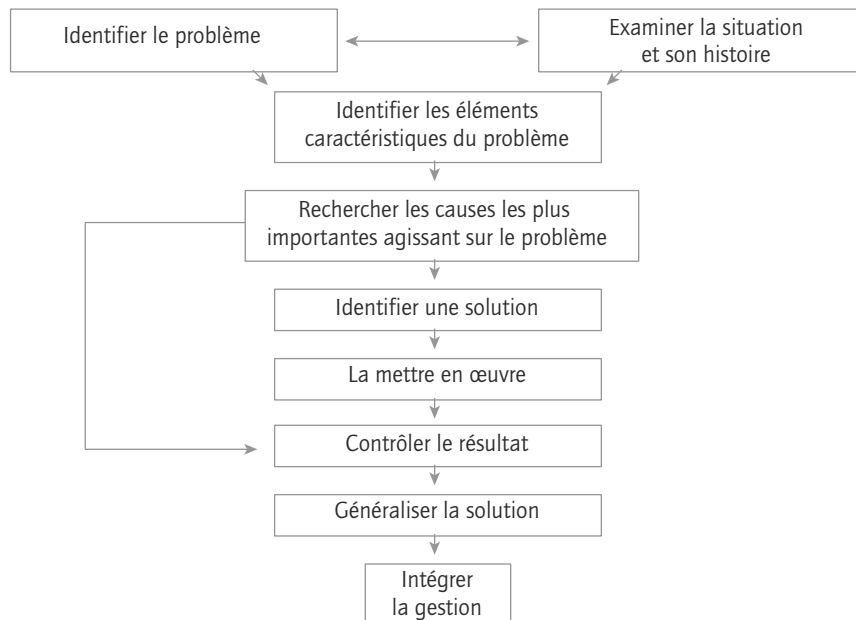 Identifier le problème
Examiner la situation
et son histoire
Identifier les éléments
caractéristiques du problème
Rechercher les causes les plus
importantes agissant sur le problème
Identifier une solution
La mettre en œuvre
Contrôler le résultat
Généraliser la solution
Intégrer
la gestion